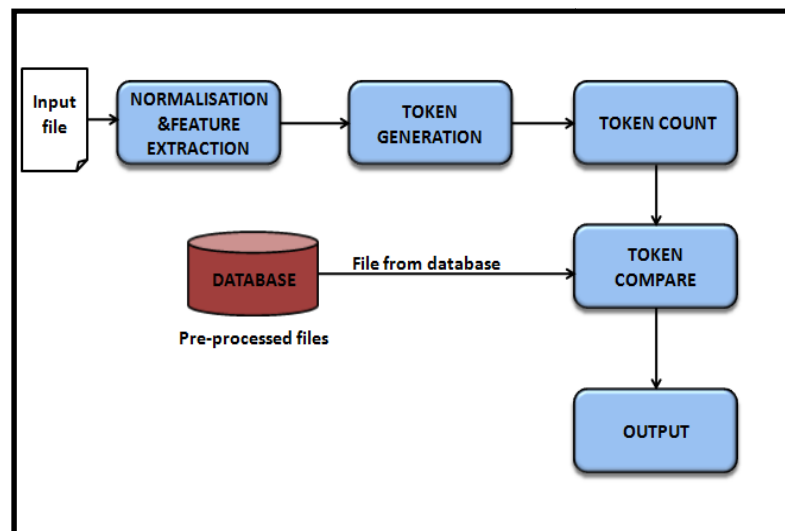 Input
file
NORMALISATION
&FEATURE
EXTRACTION
TOKEN
GENERATION
TOKEN COUNT
DATABASE
Pre-processed files
File from database
TOKEN
COMPARE
OUTPUT